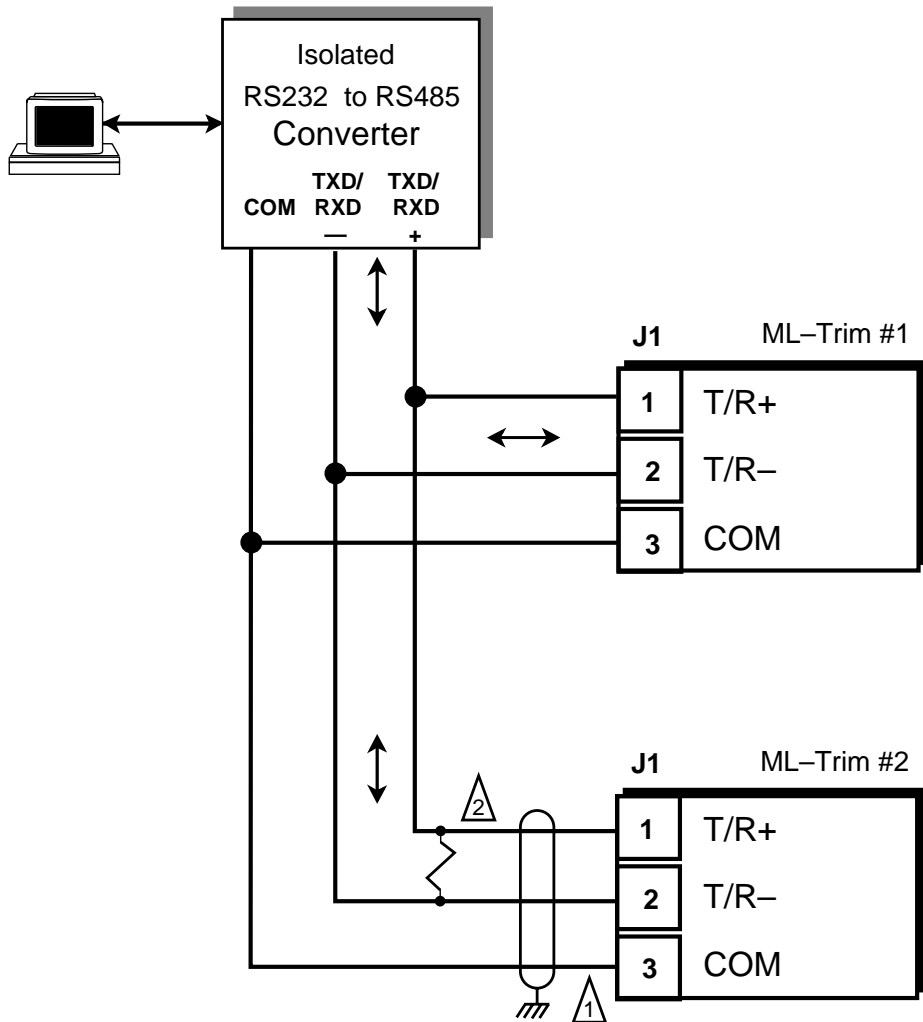 Isolated
RS232 to RS485
Converter
COM TXD/ RXD — TXD/ RXD +
J1 ML–Trim #1
1 T/R+
2 T/R–
3 COM
J1 ML–Trim #2
2
1 T/R+
2 T/R–
3 COM
1